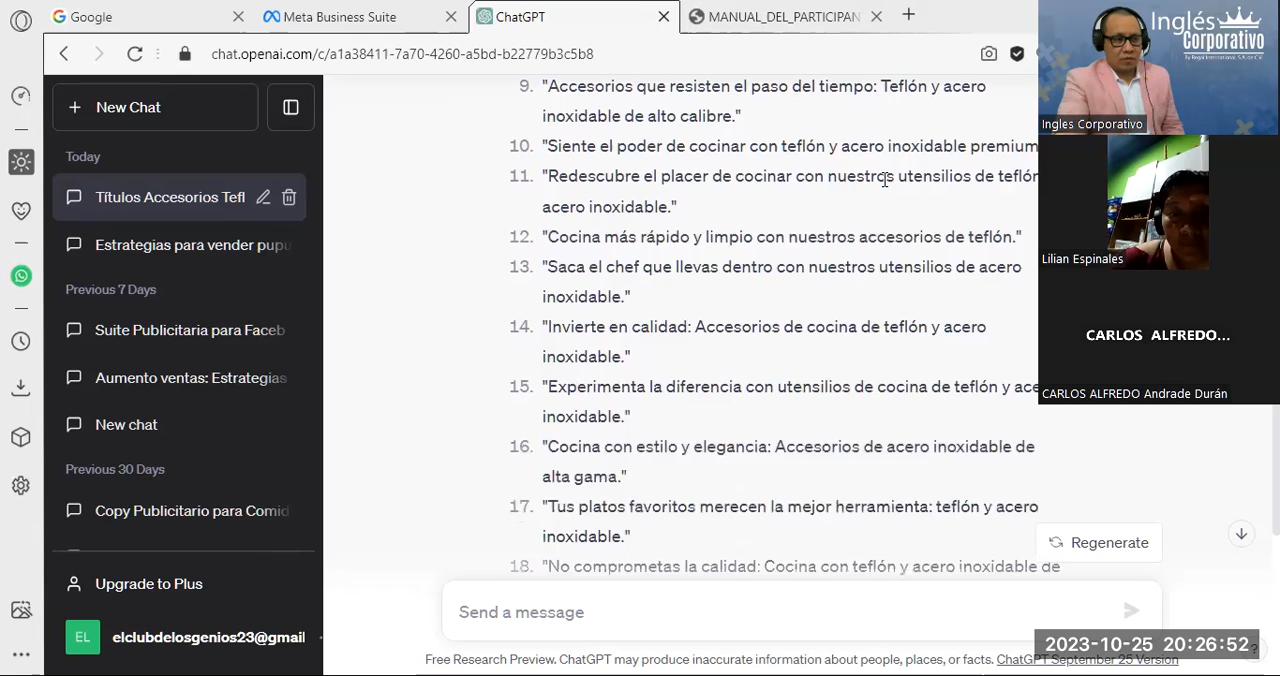 Google
Meta Business Suite
ChatGPT
MANUAL_DEL_PARTICIPAN
chat.openai.com/c/a1a38411-7a70-4260-a5bd-b22779b3c5b8
Inglés
Corporativo
By Regal International, S.A. de C.V.
Ingles Corporativo
Lilian Espinales
CARLOS ALFREDO...
CARLOS ALFREDO Andrade Durán
New Chat
Today
Títulos Accesorios Tefl
Estrategias para vender pupu
Previous 7 Days
Suite Publicitaria para Faceb
Aumento ventas: Estrategias
New chat
Previous 30 Days
Copy Publicitario para Comid
Upgrade to Plus
EL
elclubdelosgenios23@gmail
9. "Accesorios que resisten el paso del tiempo: Teflón y acero
inoxidable de alto calibre."
10. "Siente el poder de cocinar con teflón y acero inoxidable premium
11. "Redescubre el placer de cocinar con nuestros utensilios de teflón
acero inoxidable."
12. "Cocina más rápido y limpio con nuestros accesorios de teflón."
13. "Saca el chef que llevas dentro con nuestros utensilios de acero
inoxidable."
14. "Invierte en calidad: Accesorios de cocina de teflón y acero
inoxidable."
15. "Experimenta la diferencia con utensilios de cocina de teflón y ace
inoxidable."
16. "Cocina con estilo y elegancia: Accesorios de acero inoxidable de
alta gama."
17. "Tus platos favoritos merecen la mejor herramienta: teflón y acero
inoxidable."
18. "No comprometas la calidad: Cocina con teflón y acero inoxidable de
Regenerate
Send a message
2023-10-25 20:26:52
Free Research Preview. ChatGPT may produce inaccurate information about people, places, or facts. ChatGPT September 25 Version